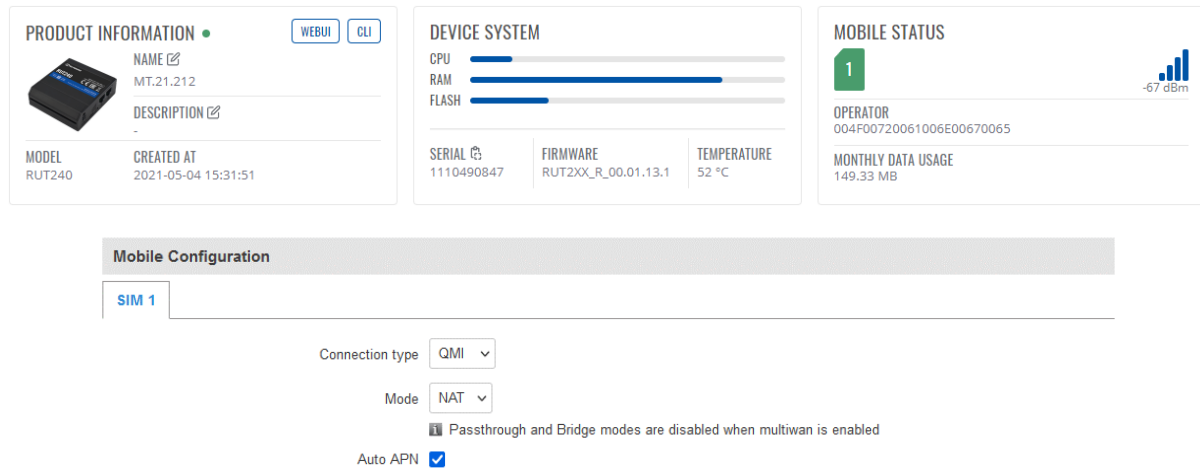 PRODUCT INFORMATION
WEBUI
CLI
NAME
MT.21.212
DESCRIPTION
-
MODEL
RUT240
CREATED AT
2021-05-04 15:31:51
DEVICE SYSTEM
CPU
RAM
FLASH
SERIAL
1110490847
FIRMWARE
RUT2XX_R_00.01.13.1
TEMPERATURE
52 °C
MOBILE STATUS
1
-67 dBm
OPERATOR
004F00720061006E00670065
MONTHLY DATA USAGE
149.33 MB
Mobile Configuration
SIM 1
Connection type QMI
Mode NAT
Passthrough and Bridge modes are disabled when multiwan is enabled
Auto APN